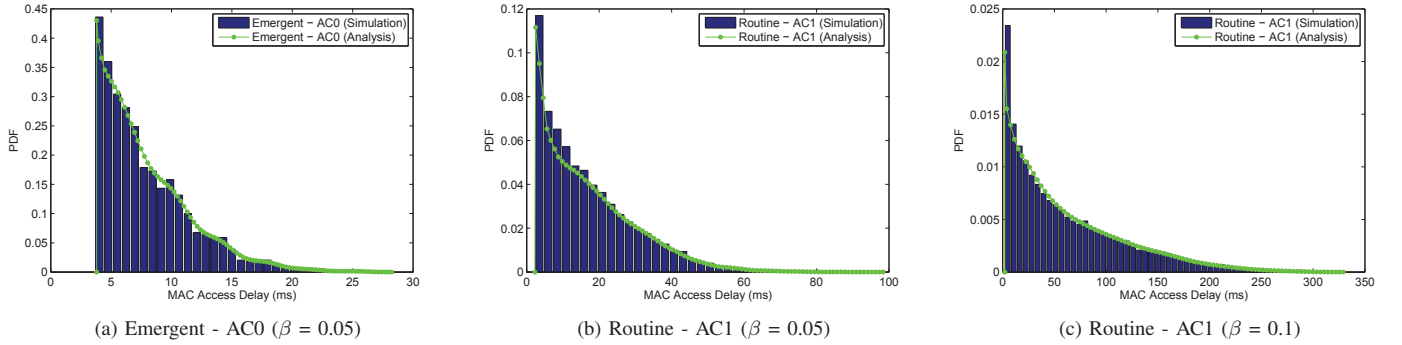 0.45
0.4
0.35
0.3
0.25
0.2
0.15
0.1
0.05
0
PDF
0 5 10 15 20 25 30
MAC Access Delay (ms)
Emergent − AC0 (Simulation)
Emergent − AC0 (Analysis)
(a) Emergent - AC0 (β = 0.05)
0.12
0.1
0.08
0.06
0.04
0.02
0
PDF
0 20 40 60 80 100
MAC Access Delay (ms)
Routine − AC1 (Simulation)
Routine − AC1 (Analysis)
(b) Routine - AC1 (β = 0.05)
0.025
0.02
0.015
0.01
0.005
0
PDF
0 50 100 150 200 250 300 350
MAC Access Delay (ms)
Routine − AC1 (Simulation)
Routine − AC1 (Analysis)
(c) Routine - AC1 (β = 0.1)